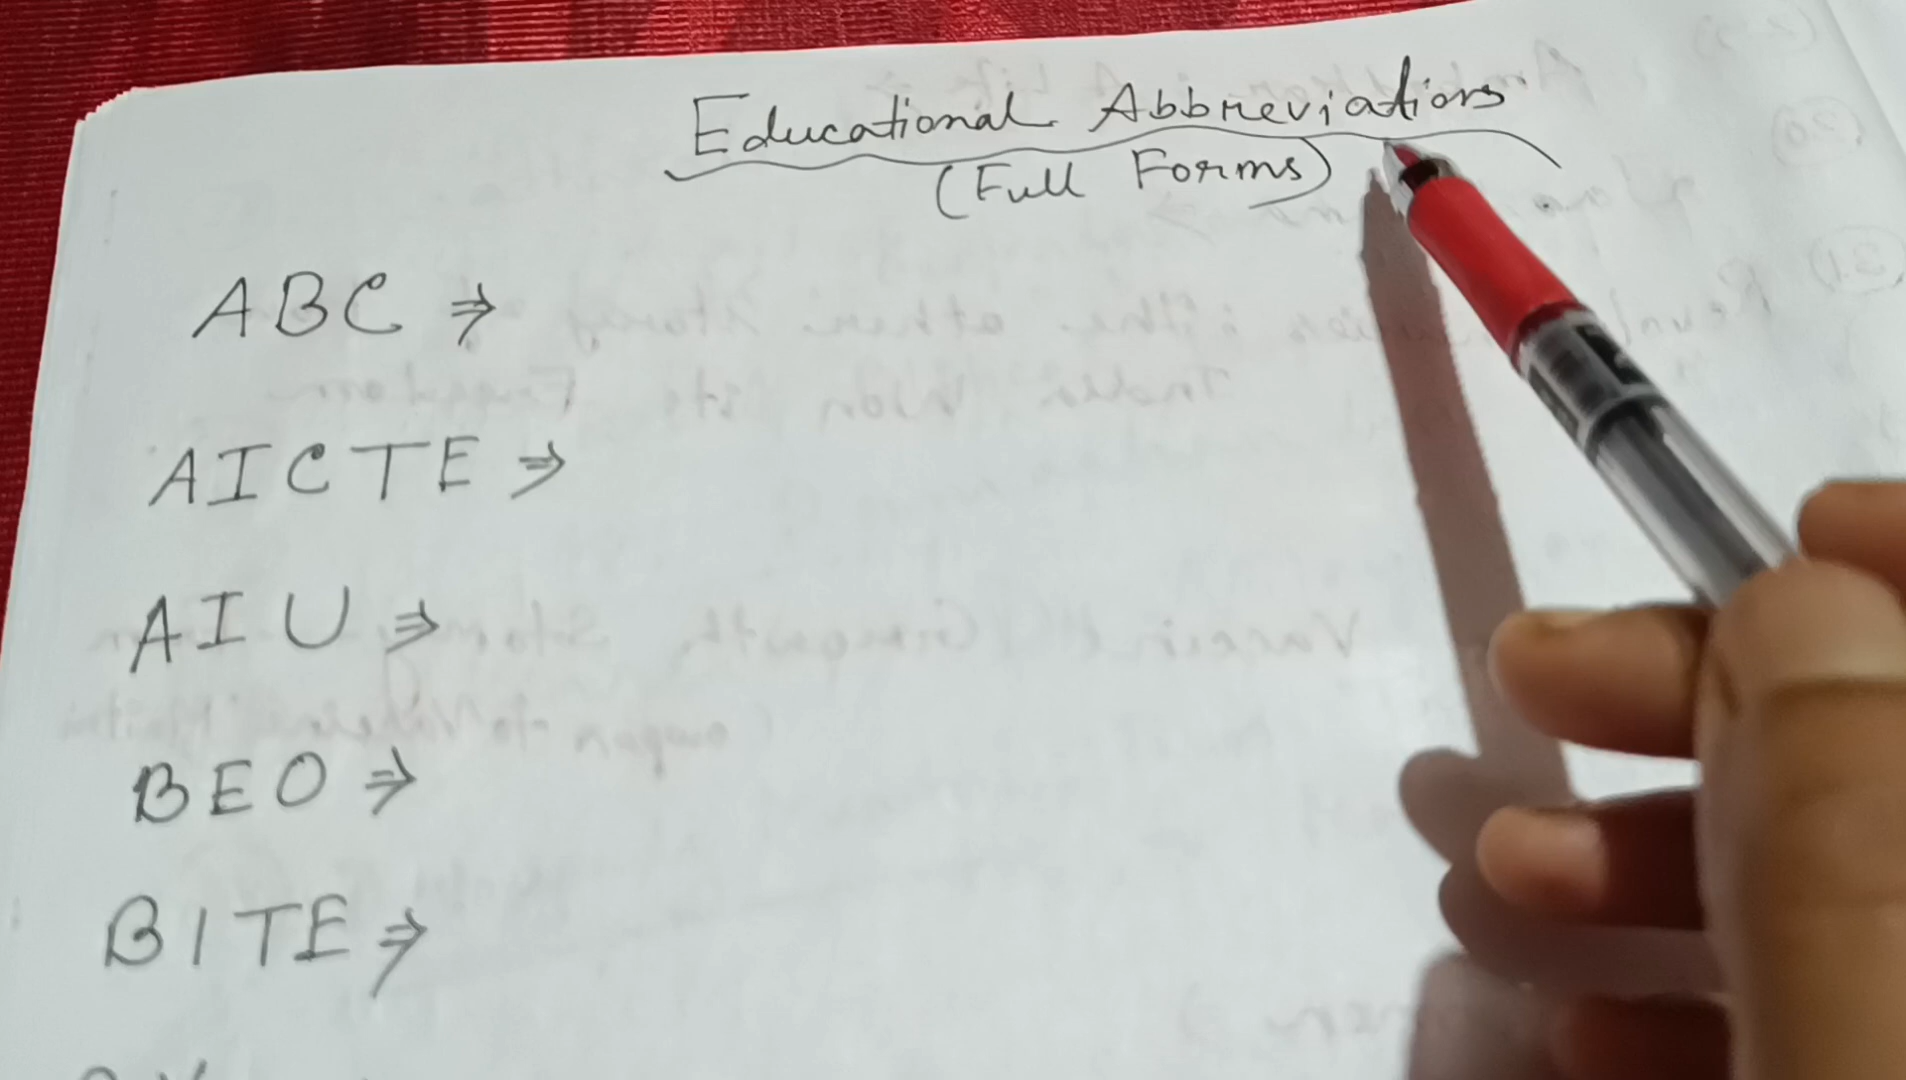 Educational Abbreviations
(Full Forms)
ABC ⇒
AICTE ⇒
AIU ⇒
BEO ⇒
BITE ⇒